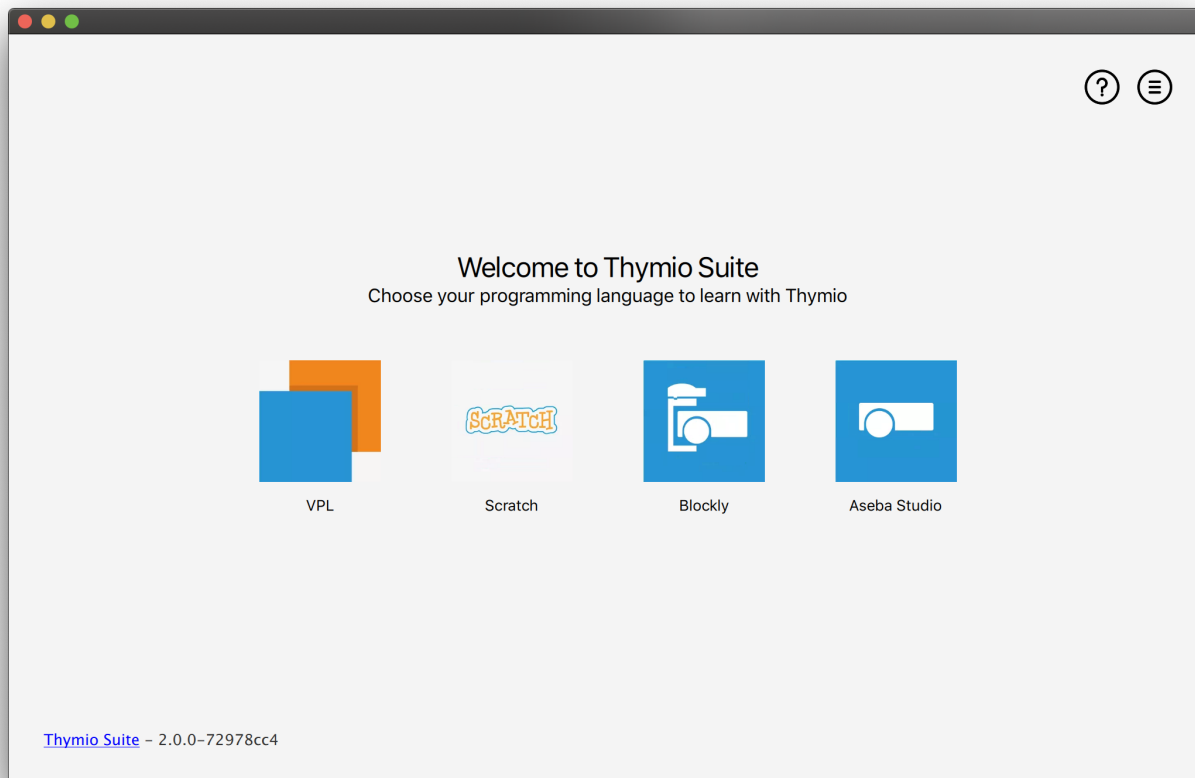 ?
Welcome to Thymio Suite
Choose your programming language to learn with Thymio
SCRATCH
VPL
Scratch
Blockly
Aseba Studio
Thymio Suite – 2.0.0-72978cc4